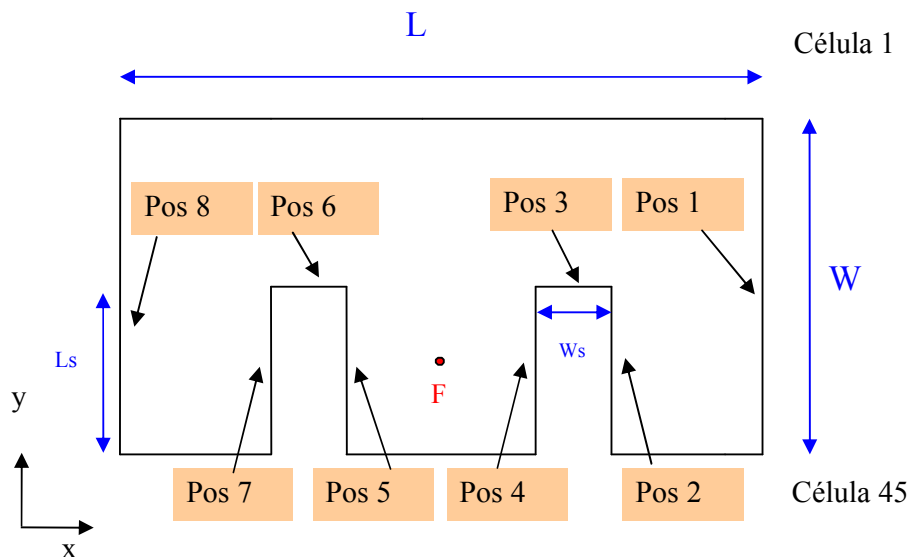 L
Célula 1
Pos 8
Pos 6
Pos 3
Pos 1
W
Ls
Ws
F
y
Pos 7
Pos 5
Pos 4
Pos 2
Célula 45
x